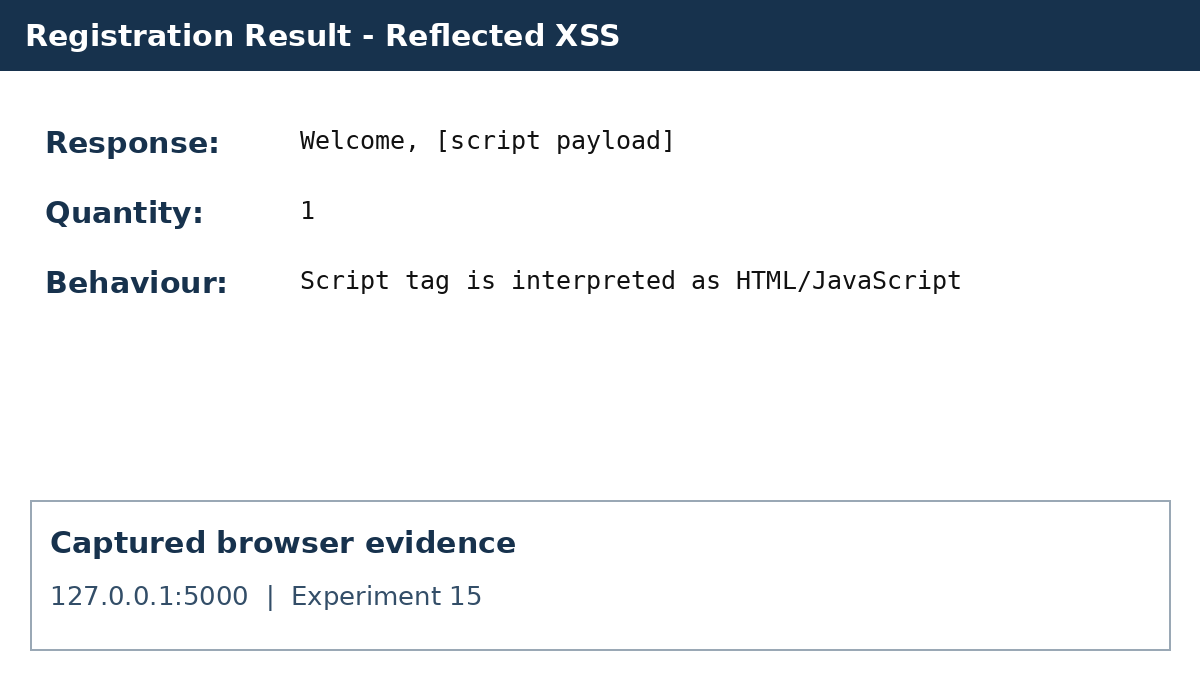 Registration Result - Reflected XSS
Response: Welcome, [script payload]
Quantity: 1
Behaviour: Script tag is interpreted as HTML/JavaScript
Captured browser evidence
127.0.0.1:5000 | Experiment 15